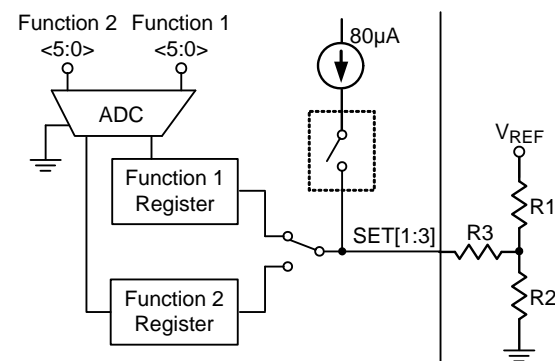 Function 2 Function 1
<5:0> <5:0>
80µA
ADC
V_REF
Function 1
Register
R1
SET[1:3]
R3
R2
Function 2
Register